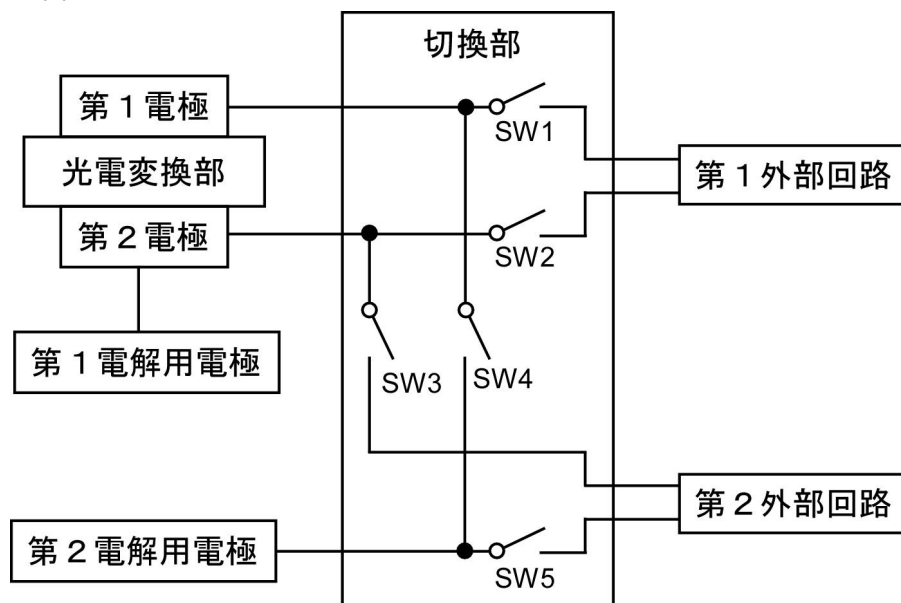 切換部
第１電極
SW1
光電変換部
第１外部回路
第２電極
SW2
第１電解用電極
SW3
SW4
第２外部回路
第２電解用電極
SW5